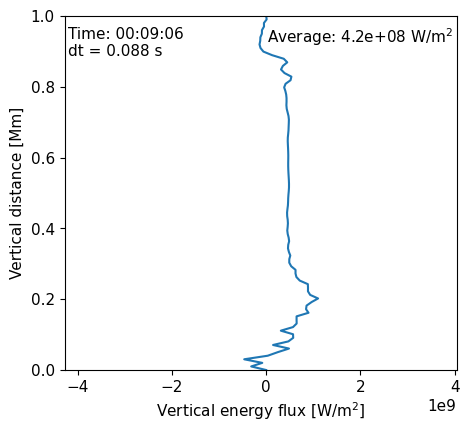 Time: 00:09:06
dt = 0.088 s
Average: 4.2e+08 W/m²
Vertical distance [Mm]
1.0
0.8
0.6
0.4
0.2
0.0
−4
−2
0
2
4
1e9
Vertical energy flux [W/m²]